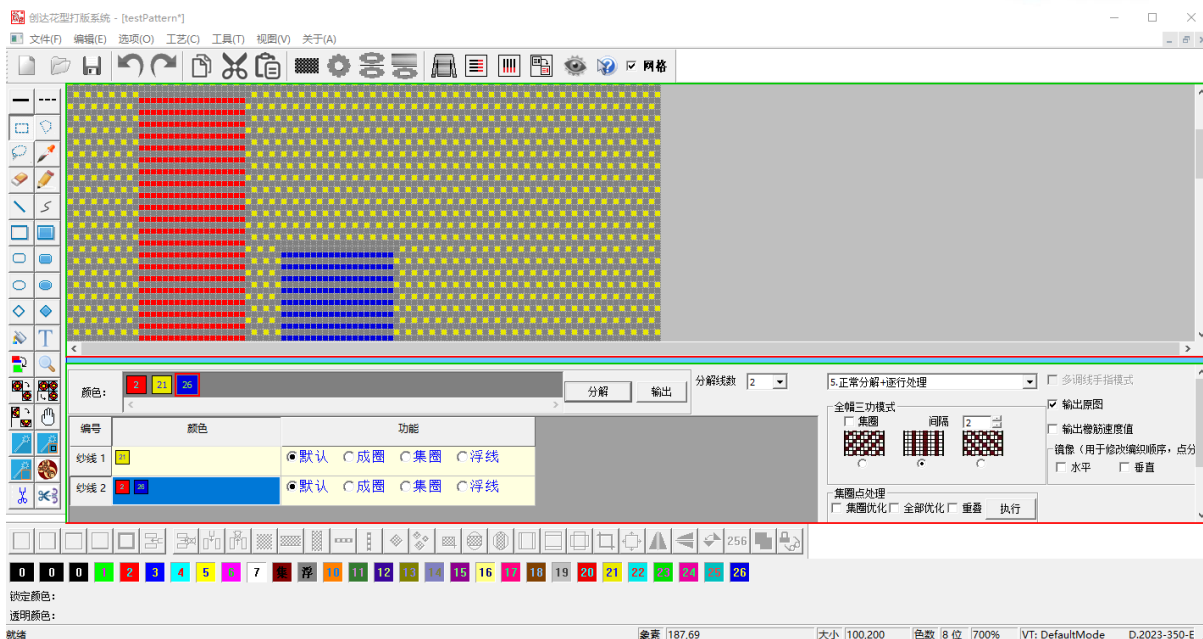 创达花型打版系统 - [testPattern*]
文件(F) 编辑(E) 选项(O) 工艺(C) 工具(T) 视图(V) 关于(A)
网格
颜色: 2 21 26 分解 输出 分解线数 2
编号 颜色 功能
纱线 1 21 默认 成圈 集圈 浮线
纱线 2 2 26 默认 成圈 集圈 浮线
5.正常分解+逐行处理
全幅三功模式
集圈 间隔 2
集圈点处理
集圈优化 全部优化 重叠 执行
多调线手指模式
输出原图
输出橡筋速度值
镜像（用于修改编织顺序，点分
水平 垂直
256
0 0 0 1 2 3 4 5 6 7 集 浮 10 11 12 13 14 15 16 17 18 19 20 21 22 23 24 25 26
锁定颜色:
透明颜色:
就绪 象素 187,69 大小 100,200 色数 8 位 700% VT: DefaultMode D.2023-350-E